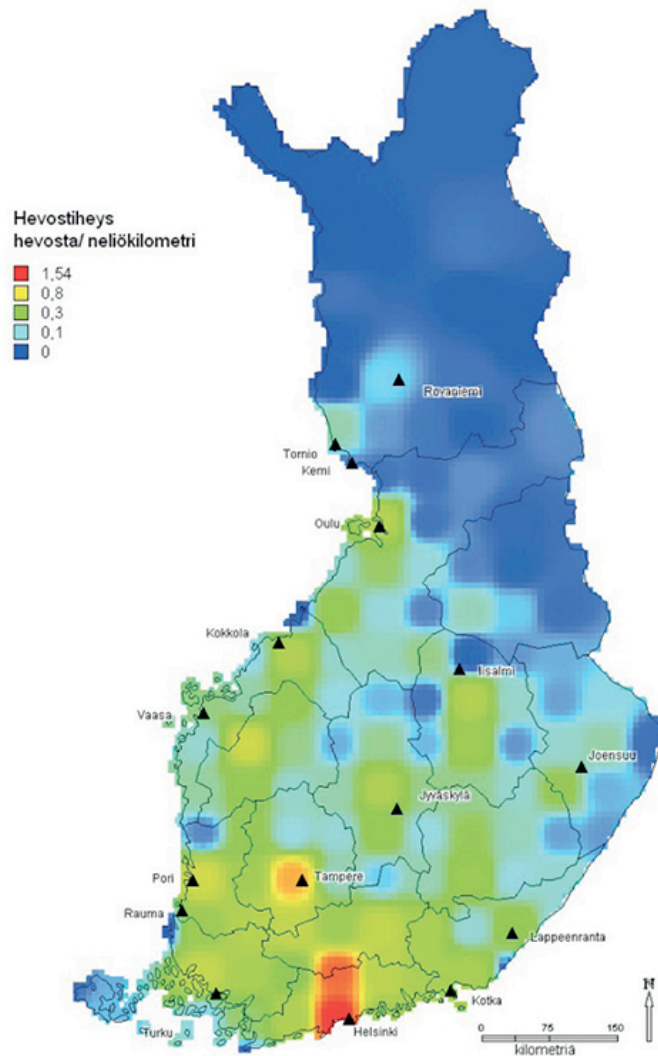 Hevostiheys
hevosta/ neliökilometri
1,54
0,8
0,3
0,1
0
Rovaniemi
Tornio
Kemi
Oulu
Kokkola
Iisalmi
Vaasa
Joensuu
Jyväskylä
Pori
Tampere
Rauma
Lappeenranta
N
Kotka
Turku
Helsinki
0 75 150
kilometriä